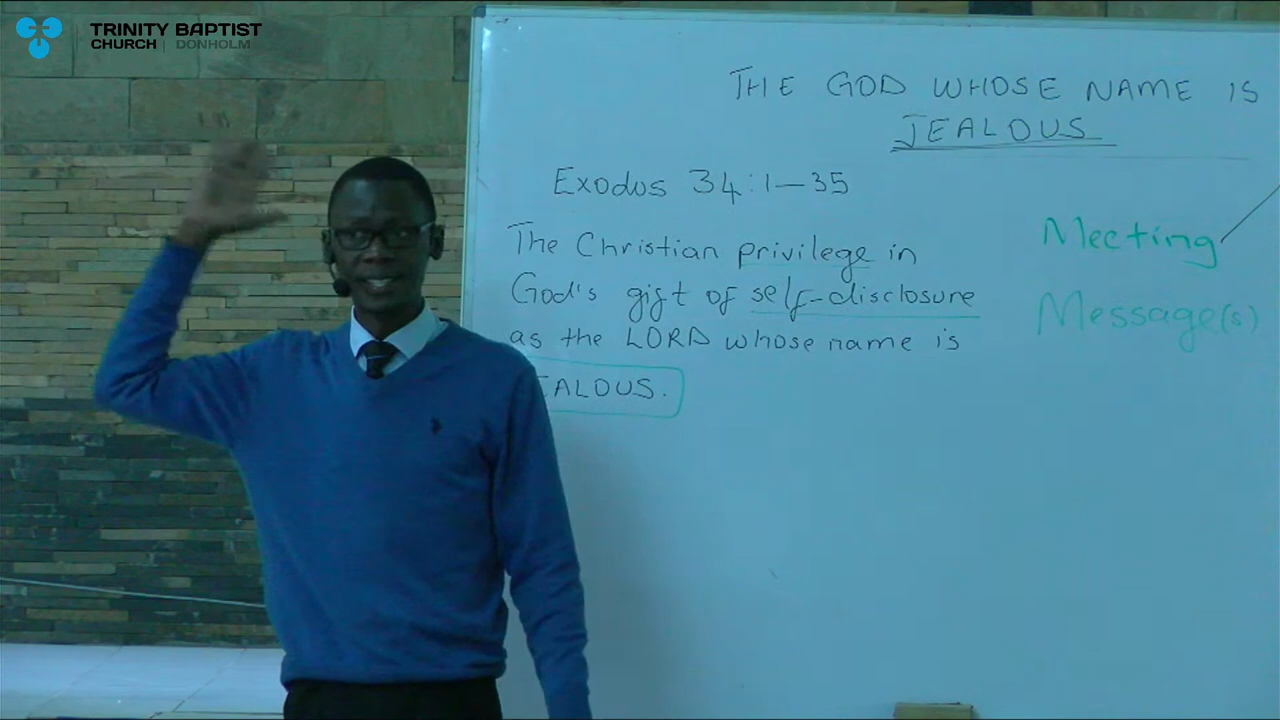 TRINITY BAPTIST
CHURCH | DONHOLM
THE GOD WHOSE NAME IS
JEALOUS
Exodus 34:1-35
The Christian privilege in
God's gift of self-disclosure
as the LORD whose name is
EALOUS.
Meeting
Message(s)